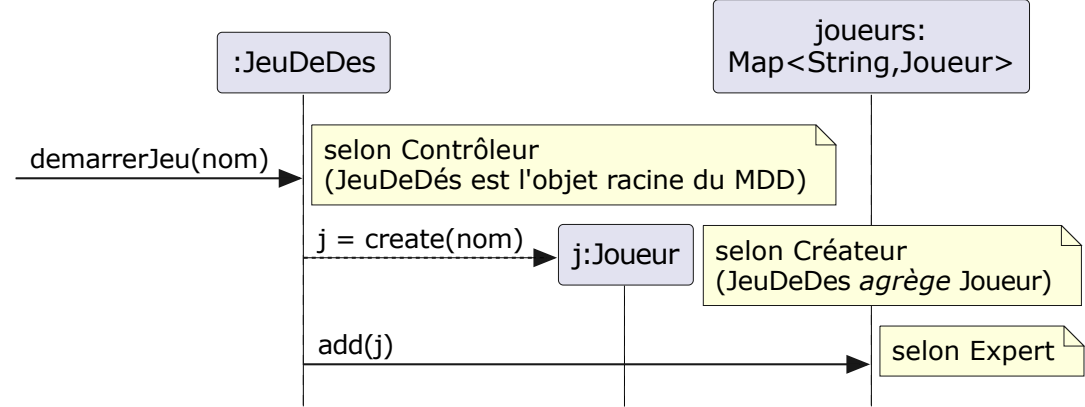 :JeuDeDes
joueurs:
Map<String,Joueur>
demarrerJeu(nom)
selon Contrôleur
(JeuDeDés est l'objet racine du MDD)
j = create(nom)
j:Joueur
selon Créateur
(JeuDeDes agrège Joueur)
add(j)
selon Expert